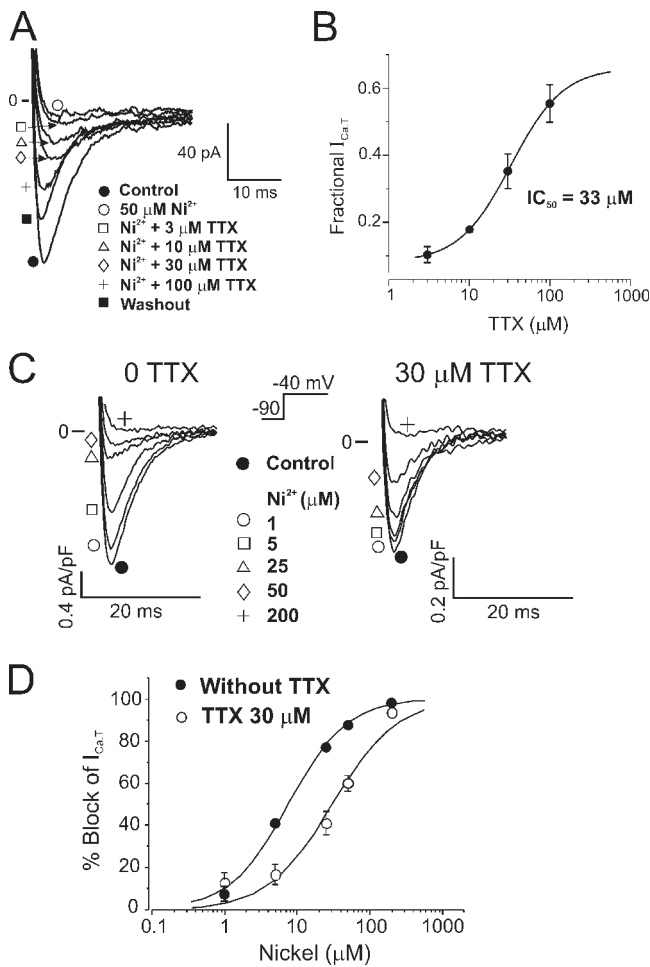 A
0
40 pA
10 ms
● Control
○ 50 µM Ni²⁺
□ Ni²⁺ + 3 µM TTX
△ Ni²⁺ + 10 µM TTX
◇ Ni²⁺ + 30 µM TTX
+ Ni²⁺ + 100 µM TTX
■ Washout
B
Fractional I_Ca.T
0.6
0.4
0.2
IC₅₀ = 33 µM
1 10 100 1000
TTX (µM)
C
0 TTX
-40 mV
-90
30 µM TTX
0
0
● Control
Ni²⁺ (µM)
○ 1
□ 5
△ 25
◇ 50
+ 200
0.4 pA/pF
20 ms
0.2 pA/pF
20 ms
D
● Without TTX
○ TTX 30 µM
% Block of I_Ca.T
100
80
60
40
20
0
0.1 1 10 100 1000
Nickel (µM)